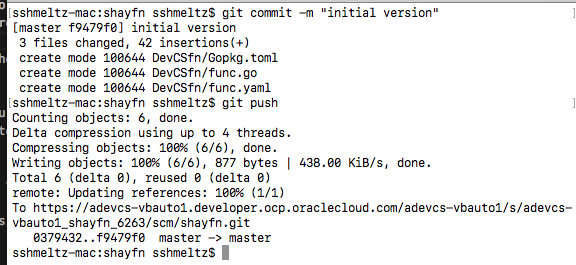 [sshmeltz-mac:shayfn sshmeltz$ git commit -m "initial version" ]
[master f9479f0] initial version
 3 files changed, 42 insertions(+)
 create mode 100644 DevCSfn/Gopkg.toml
 create mode 100644 DevCSfn/func.go
 create mode 100644 DevCSfn/func.yaml
[sshmeltz-mac:shayfn sshmeltz$ git push ]
Counting objects: 6, done.
Delta compression using up to 4 threads.
Compressing objects: 100% (6/6), done.
Writing objects: 100% (6/6), 877 bytes | 438.00 KiB/s, done.
Total 6 (delta 0), reused 0 (delta 0)
remote: Updating references: 100% (1/1)
To https://adevcs-vbauto1.developer.ocp.oraclecloud.com/adevcs-vbauto1/s/adevcs-
vbauto1_shayfn_6263/scm/shayfn.git
   0379432..f9479f0  master -> master
sshmeltz-mac:shayfn sshmeltz$